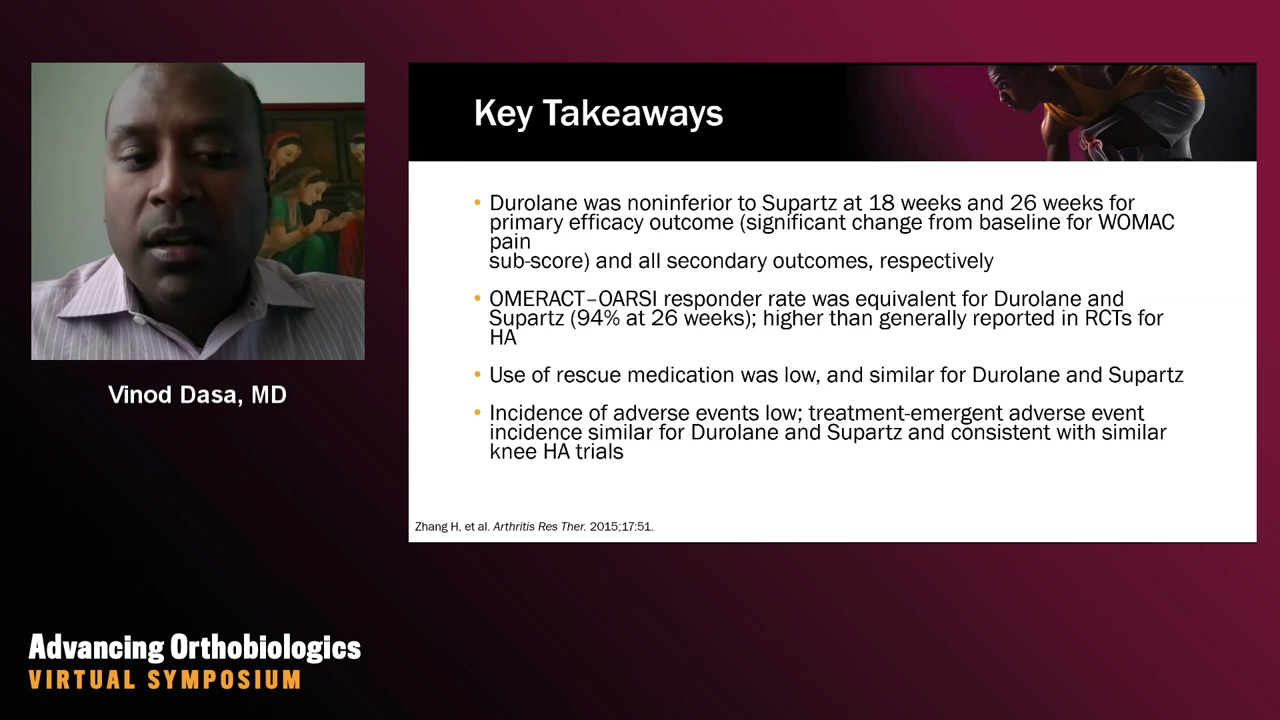 Key Takeaways
• Durolane was noninferior to Supartz at 18 weeks and 26 weeks for
primary efficacy outcome (significant change from baseline for WOMAC
pain
sub-score) and all secondary outcomes, respectively
• OMERACT–OARSI responder rate was equivalent for Durolane and
Supartz (94% at 26 weeks); higher than generally reported in RCTs for
HA
• Use of rescue medication was low, and similar for Durolane and Supartz
• Incidence of adverse events low; treatment-emergent adverse event
incidence similar for Durolane and Supartz and consistent with similar
knee HA trials
Zhang H, et al. Arthritis Res Ther. 2015;17:51.
Vinod Dasa, MD
Advancing Orthobiologics
VIRTUAL SYMPOSIUM